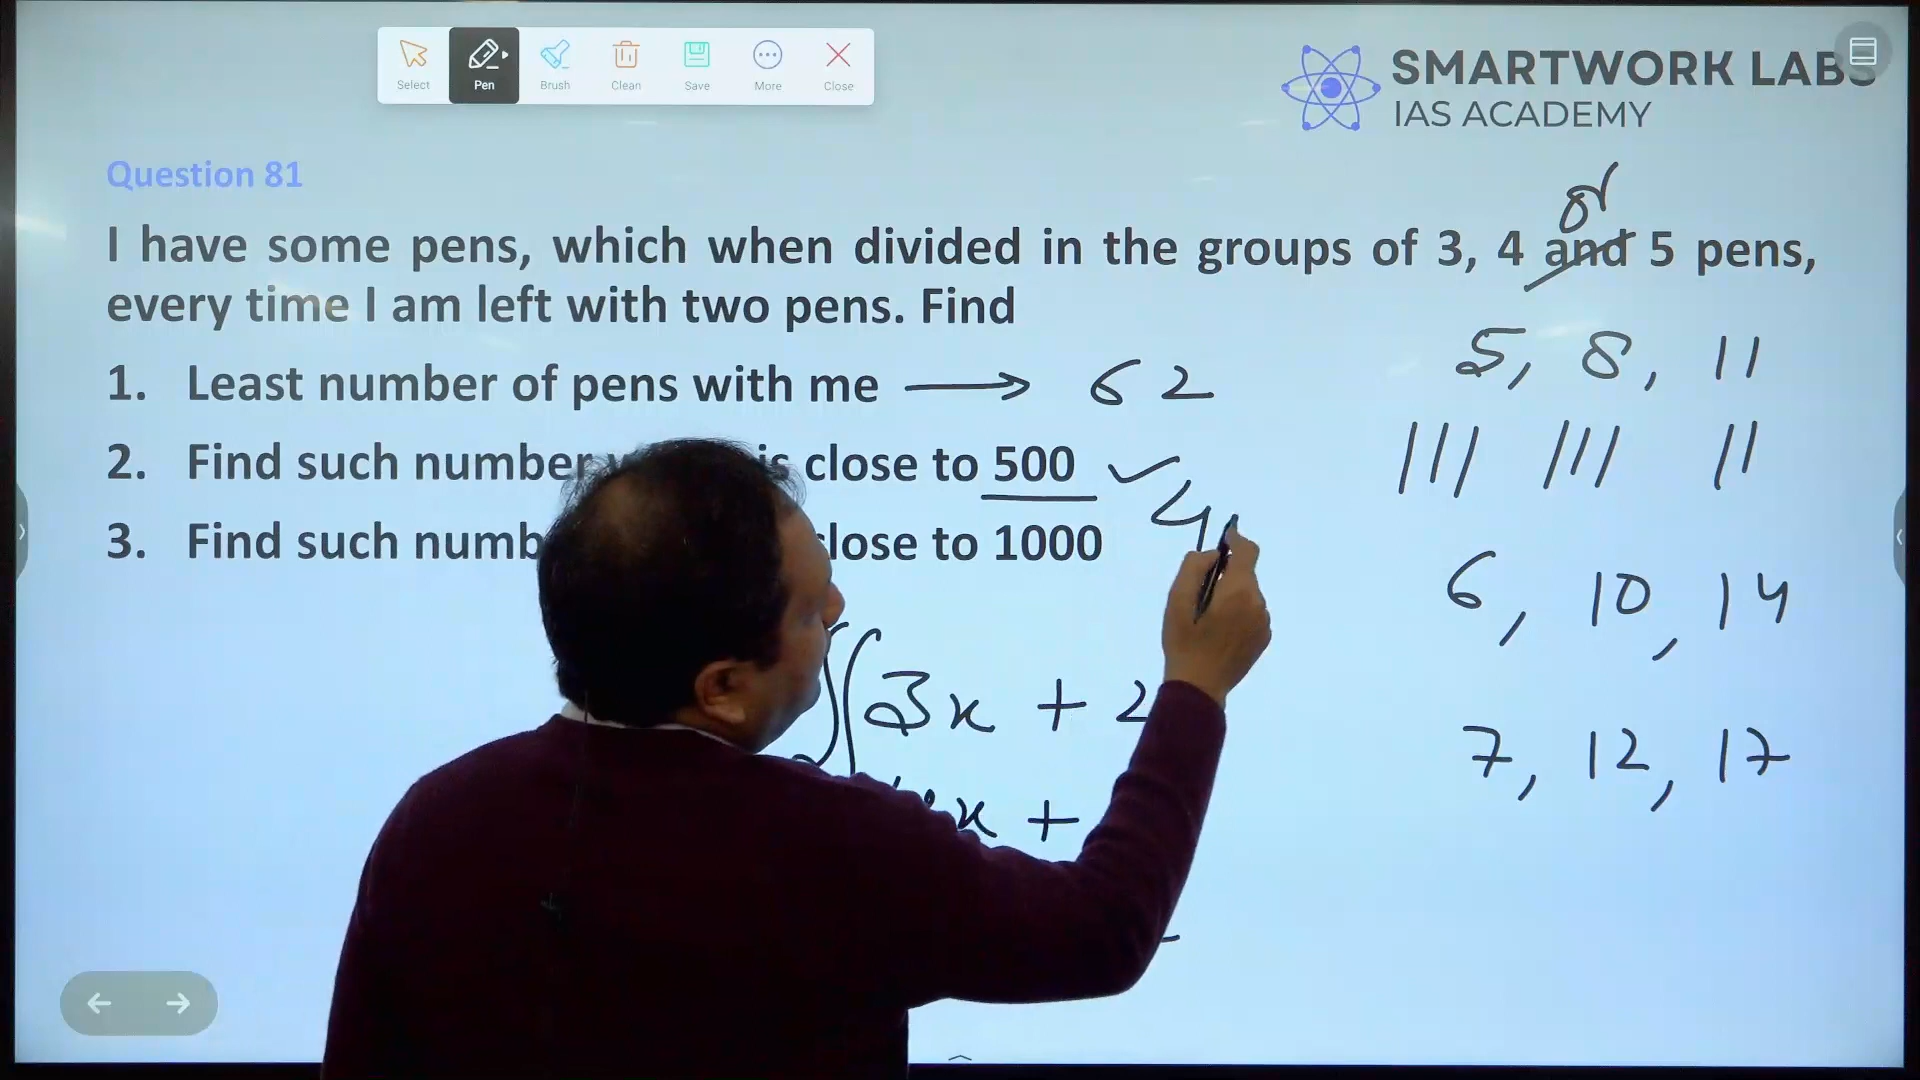 Select Pen Brush Clean Save More Close
SMARTWORK LABS
IAS ACADEMY
Question 81
or
I have some pens, which when divided in the groups of 3, 4 and 5 pens,
every time I am left with two pens. Find
1. Least number of pens with me → 62
2. Find such number is close to 500 ✓
3. Find such close to 1000
4
5, 8, 11
||| ||| ||
6, 10, 14
7, 12, 17
3x + 2
x +